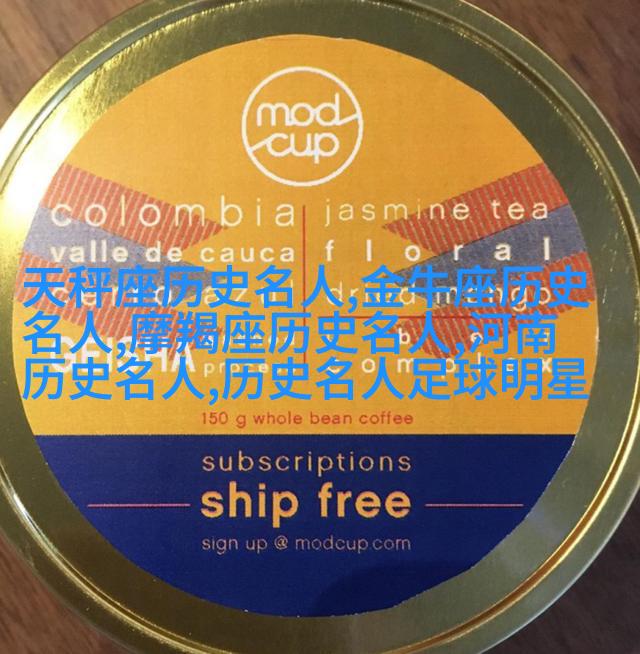 mod
cup
colombia
jasmine tea
valle de cauca
floral
天秤座历史名人,金牛座历史
名人,摩羯座历史名人,河南
历史名人,历史名人足球明星
150 g whole bean coffee
subscriptions
ship free
sign up @ modcup.com